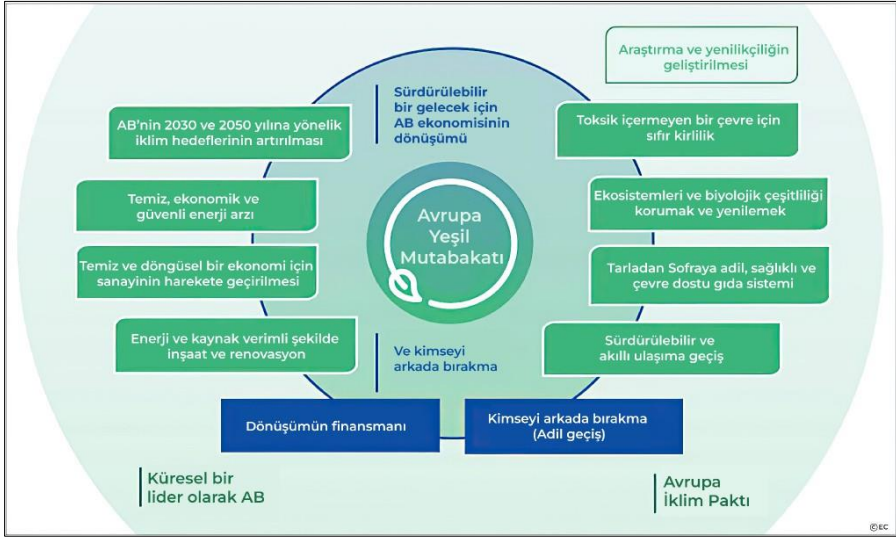 Araştırma ve yenilikçiliğin
geliştirilmesi
Sürdürülebilir
bir gelecek için
AB ekonomisinin
dönüşümü
AB'nin 2030 ve 2050 yılına yönelik
iklim hedeflerinin artırılması
Toksik içermeyen bir çevre için
sıfır kirlilik
Temiz, ekonomik ve
güvenli enerji arzı
Ekosistemleri ve biyolojik çeşitliliği
korumak ve yenilemek
Avrupa
Yeşil
Mutabakatı
Temiz ve döngüsel bir ekonomi için
sanayinin harekete geçirilmesi
Tarladan Sofraya adil, sağlıklı ve
çevre dostu gıda sistemi
Enerji ve kaynak verimli şekilde
inşaat ve renovasyon
Sürdürülebilir ve
akıllı ulaşıma geçiş
Ve kimseyi
arkada bırakma
Dönüşümün finansmanı
Kimseyi arkada bırakma
(Adil geçiş)
Küresel bir
lider olarak AB
Avrupa
İklim Paktı
©EC